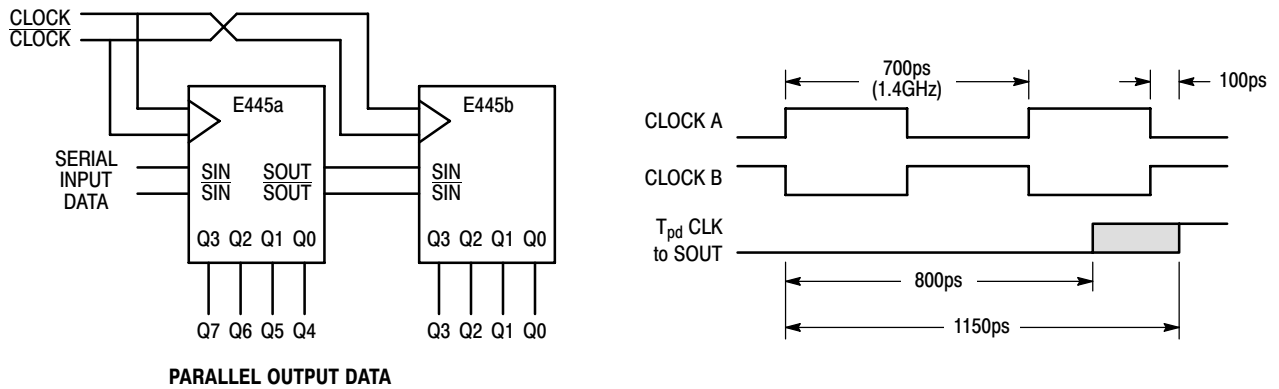 CLOCK
CLOCK
E445a
E445b
SERIAL
INPUT
DATA
SIN
SIN
SOUT
SOUT
SIN
SIN
Q3 Q2 Q1 Q0
Q3 Q2 Q1 Q0
Q7 Q6 Q5 Q4
Q3 Q2 Q1 Q0
PARALLEL OUTPUT DATA
700ps
(1.4GHz)
100ps
CLOCK A
CLOCK B
Tpd CLK
to SOUT
800ps
1150ps